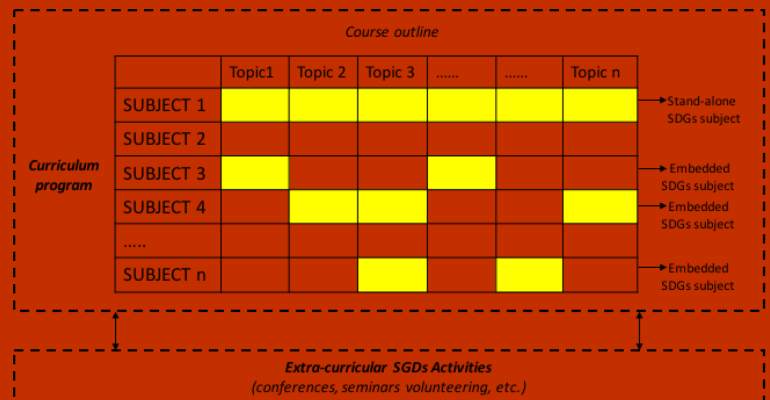 Course outline
Topic1 Topic 2 Topic 3 ...... ...... Topic n
SUBJECT 1
Stand-alone
SDGs subject
SUBJECT 2
Curriculum
program
SUBJECT 3
Embedded
SDGs subject
SUBJECT 4
Embedded
SDGs subject
.....
SUBJECT n
Embedded
SDGs subject
Extra-curricular SGDs Activities
(conferences, seminars volunteering, etc.)